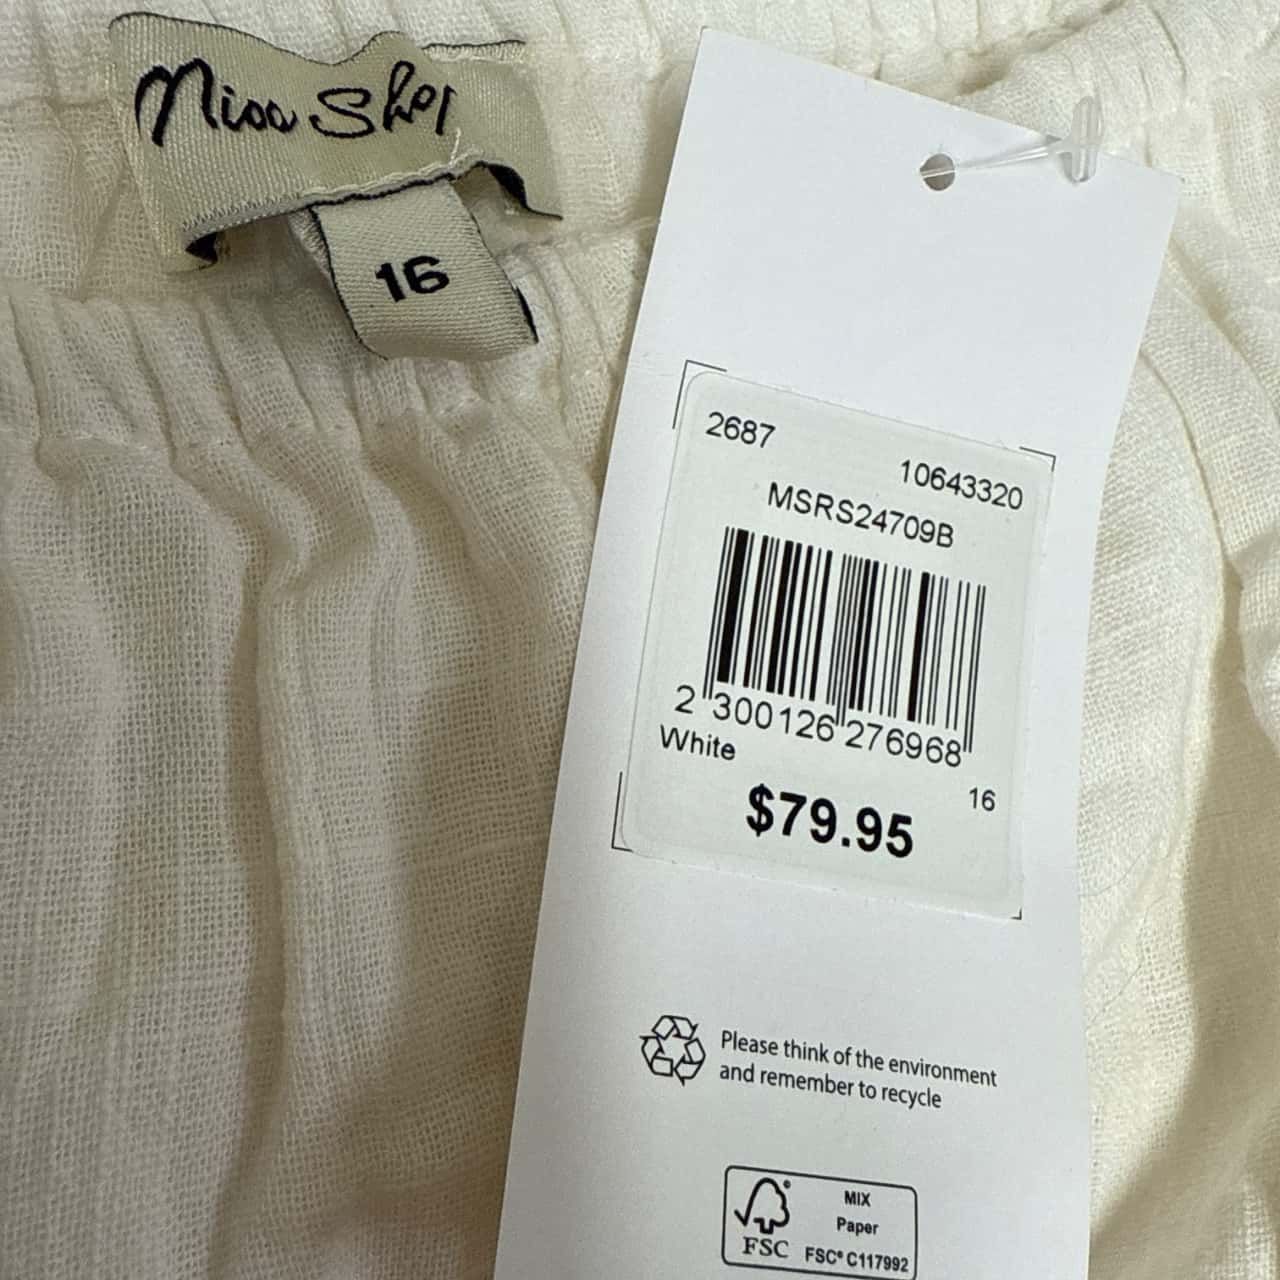 Miss Shop
16
2687
10643320
MSRS24709B
2 300126 276968
White
16
$79.95
Please think of the environment
and remember to recycle
MIX
Paper
FSC
FSC® C117992